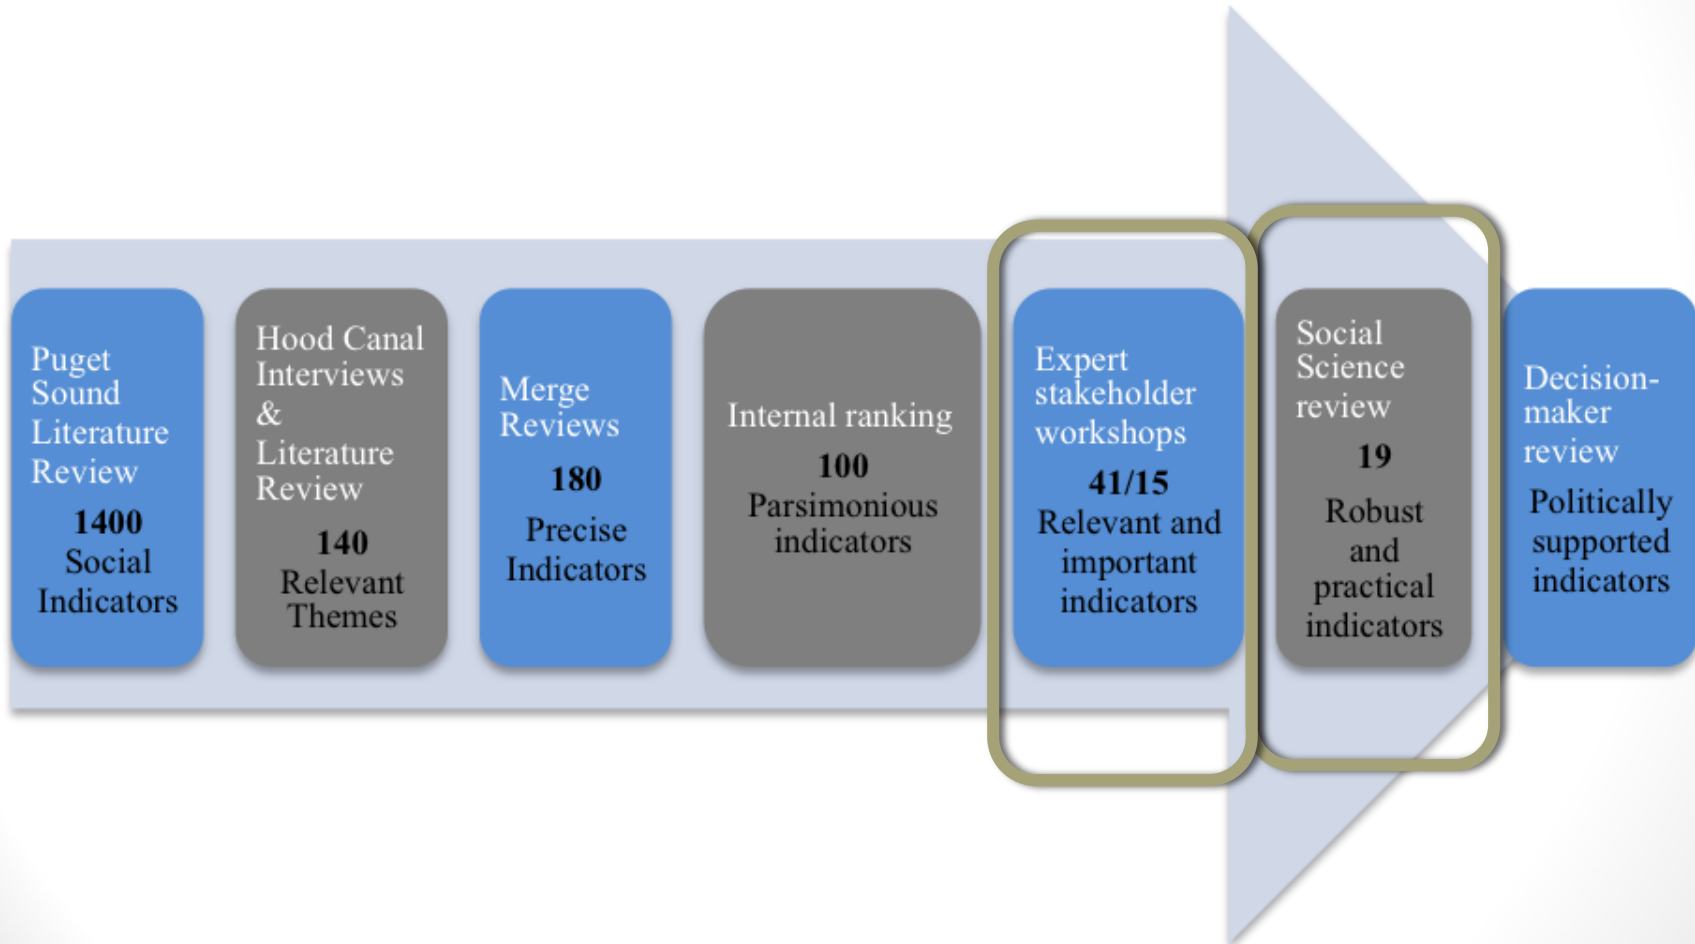 Puget
Sound
Literature
Review
1400
Social
Indicators
Hood Canal
Interviews
&
Literature
Review
140
Relevant
Themes
Merge
Reviews
180
Precise
Indicators
Internal ranking
100
Parsimonious
indicators
Expert
stakeholder
workshops
41/15
Relevant and
important
indicators
Social
Science
review
19
Robust
and
practical
indicators
Decision-
maker
review
Politically
supported
indicators